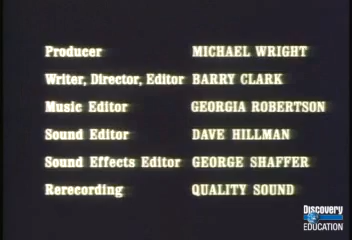 Producer MICHAEL WRIGHT
Writer, Director, Editor BARRY CLARK
Music Editor GEORGIA ROBERTSON
Sound Editor DAVE HILLMAN
Sound Effects Editor GEORGE SHAFFER
Rerecording QUALITY SOUND
Discovery
EDUCATION